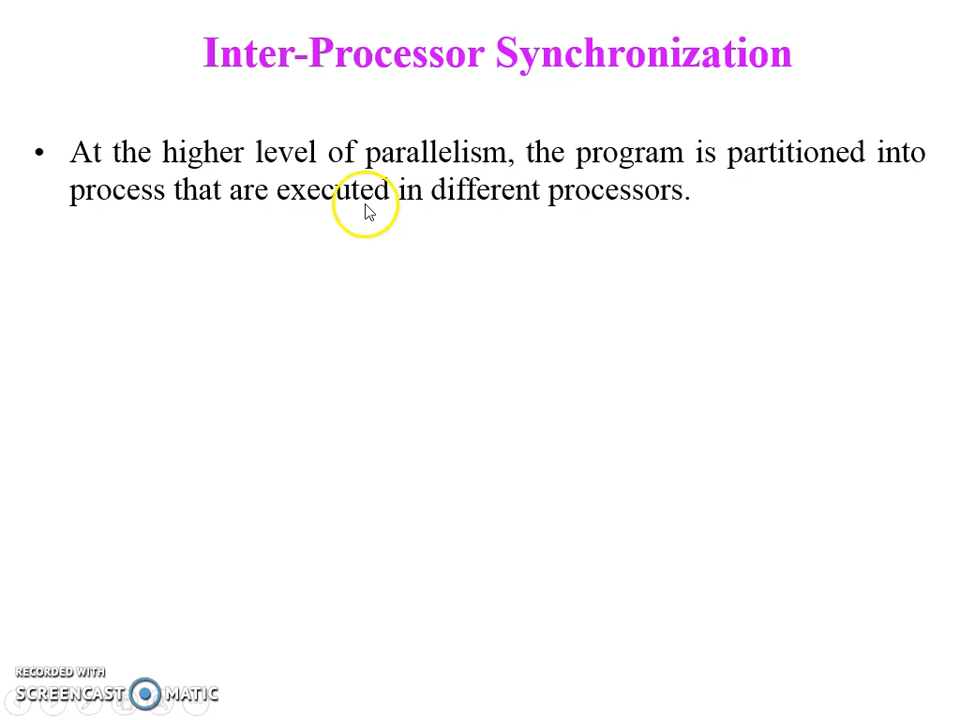 Inter-Processor Synchronization
• At the higher level of parallelism, the program is partitioned into
process that are executed in different processors.
RECORDED WITH
SCREENCAST MATIC